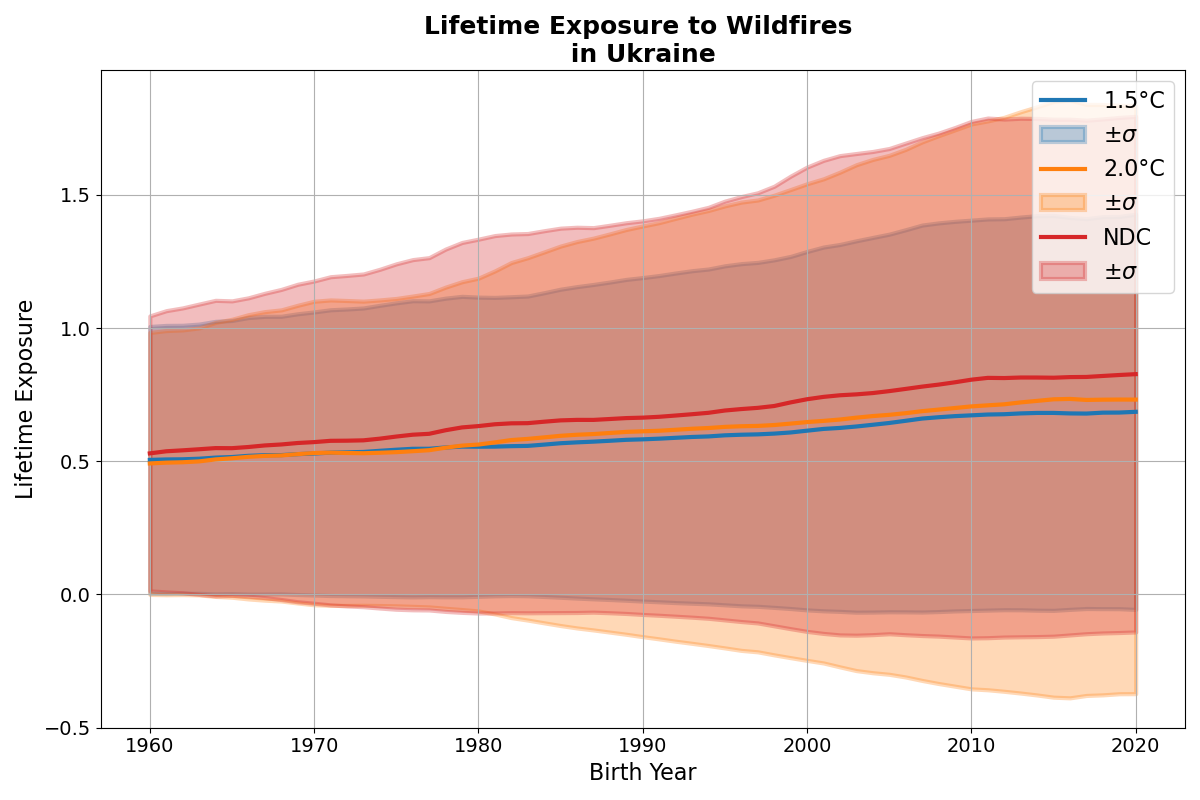 Lifetime Exposure to Wildfires
in Ukraine
1.5°C
±σ
2.0°C
±σ
NDC
±σ
Lifetime Exposure
1.5
1.0
0.5
0.0
−0.5
1960 1970 1980 1990 2000 2010 2020
Birth Year